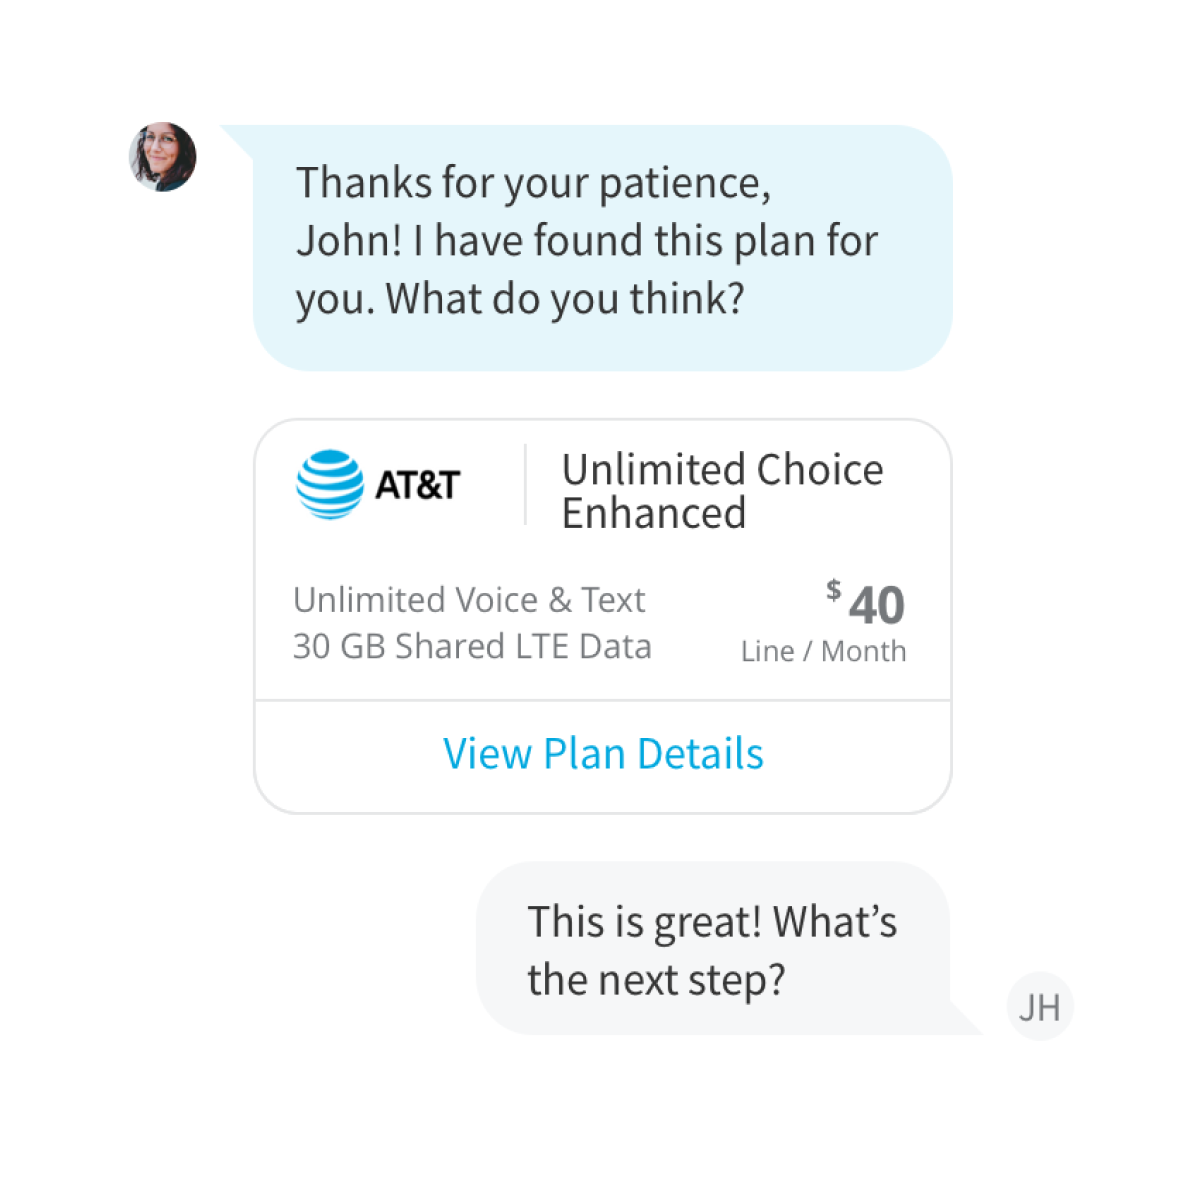 Thanks for your patience,
John! I have found this plan for
you. What do you think?
AT&T
Unlimited Choice
Enhanced
Unlimited Voice & Text
30 GB Shared LTE Data
$40
Line / Month
View Plan Details
This is great! What’s
the next step?
JH